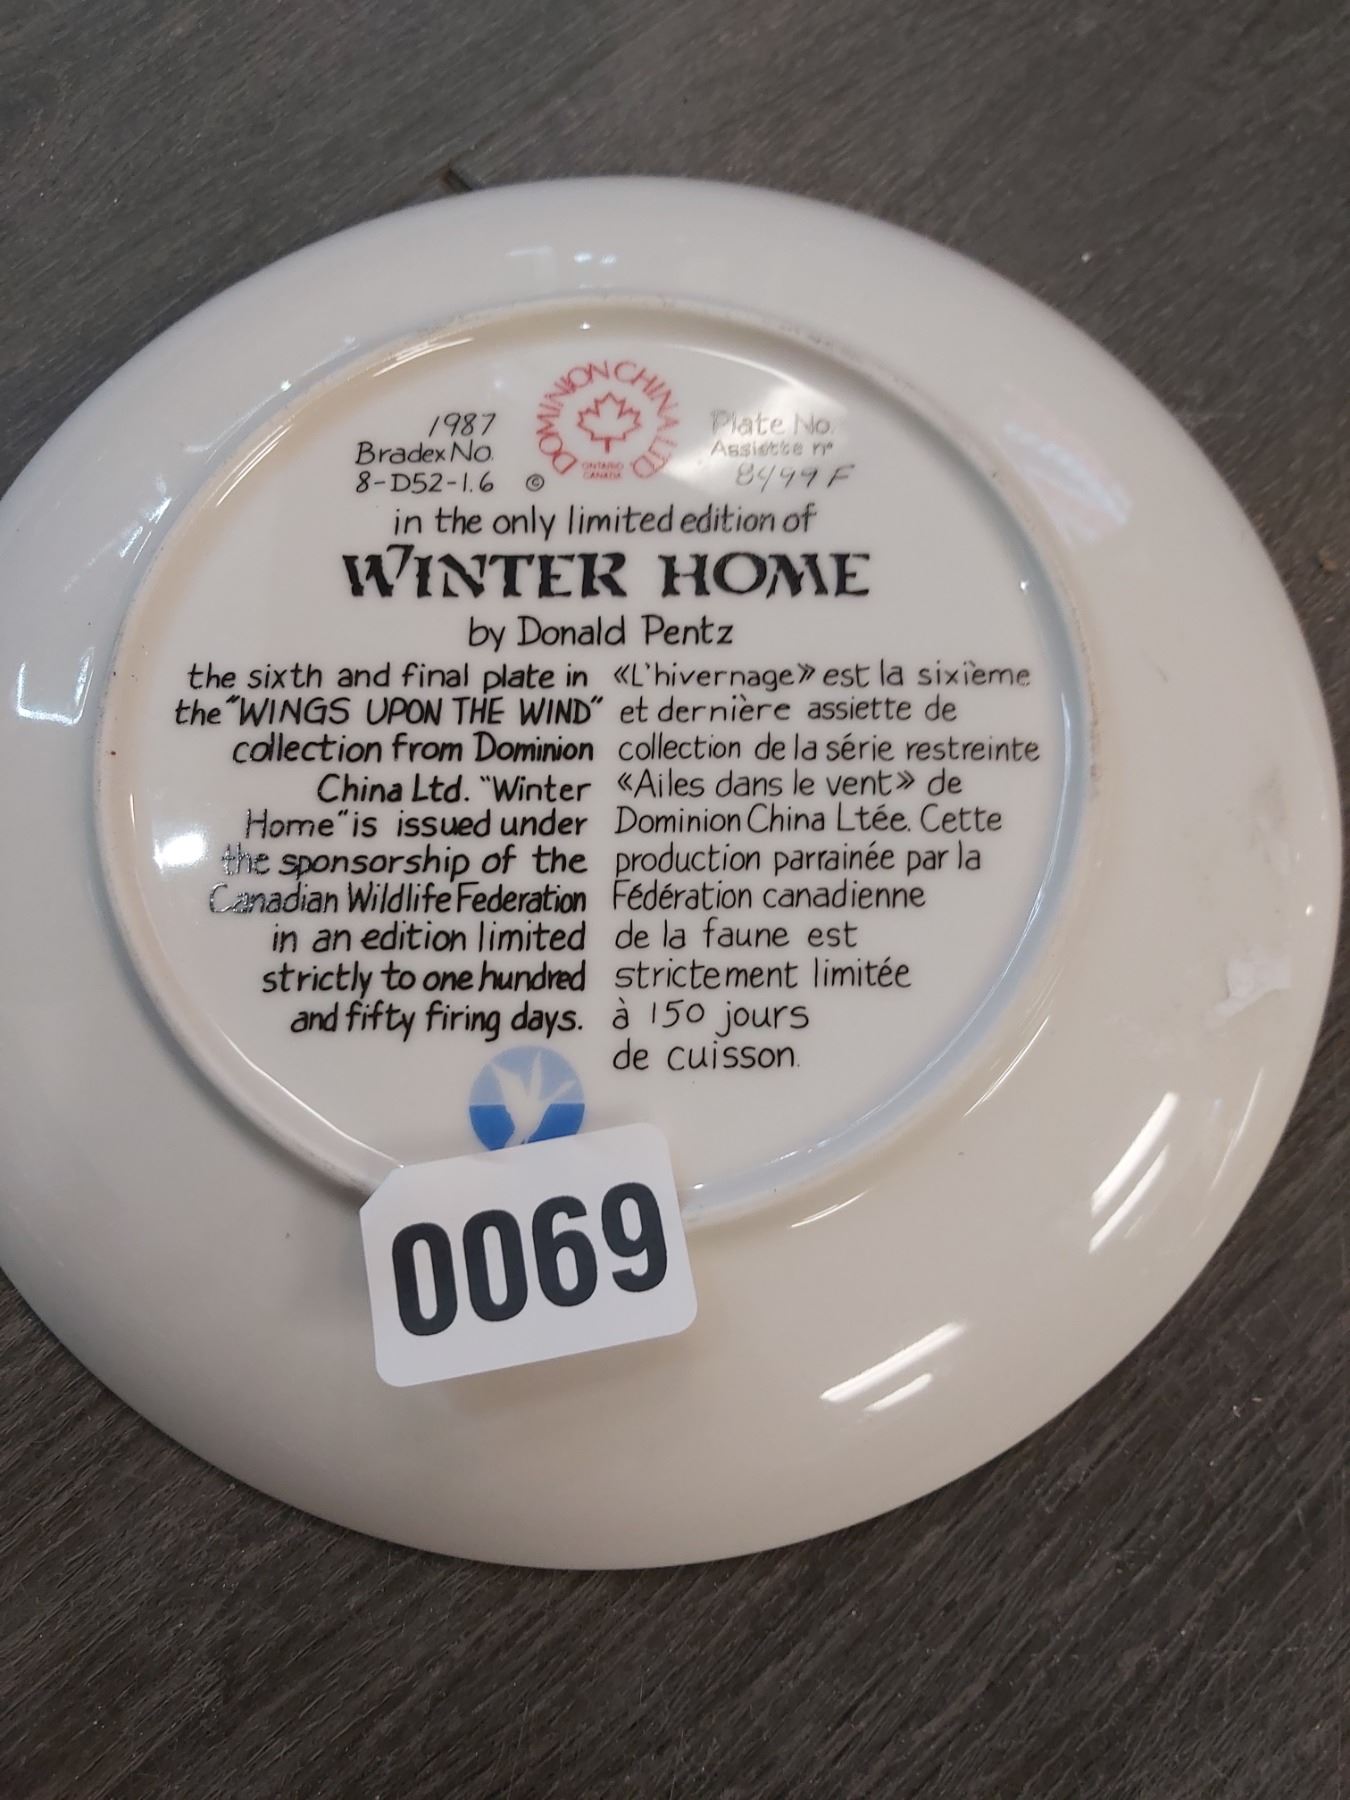 DOMINION CHINA LTD
ONTARIO
CANADA
1987
Bradex No.
8-D52-1.6 ©
Plate No.
Assiette nº
8499 F
in the only limited edition of
WINTER HOME
by Donald Pentz
the sixth and final plate in
the "WINGS UPON THE WIND"
collection from Dominion
China Ltd. "Winter
Home" is issued under
the sponsorship of the
Canadian Wildlife Federation
in an edition limited
strictly to one hundred
and fifty firing days.
«L'hivernage» est la sixième
et dernière assiette de
collection de la série restreinte
«Ailes dans le vent» de
Dominion China Ltée. Cette
production parrainée par la
Fédération canadienne
de la faune est
strictement limitée
à 150 jours
de cuisson.
0069